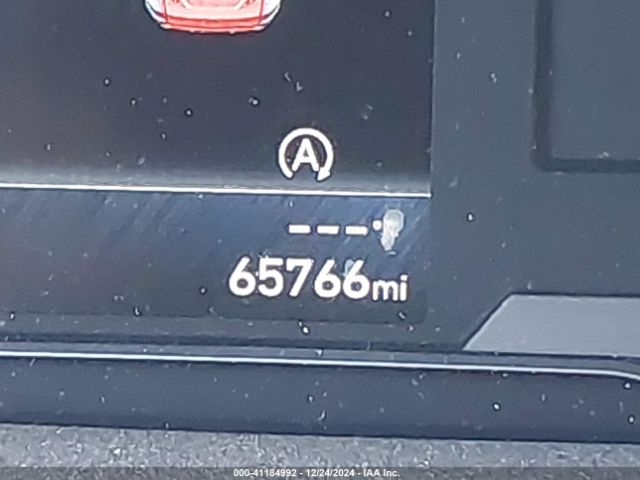 A
---°F
65766mi
000-41184992 - 12/24/2024 - IAA Inc.